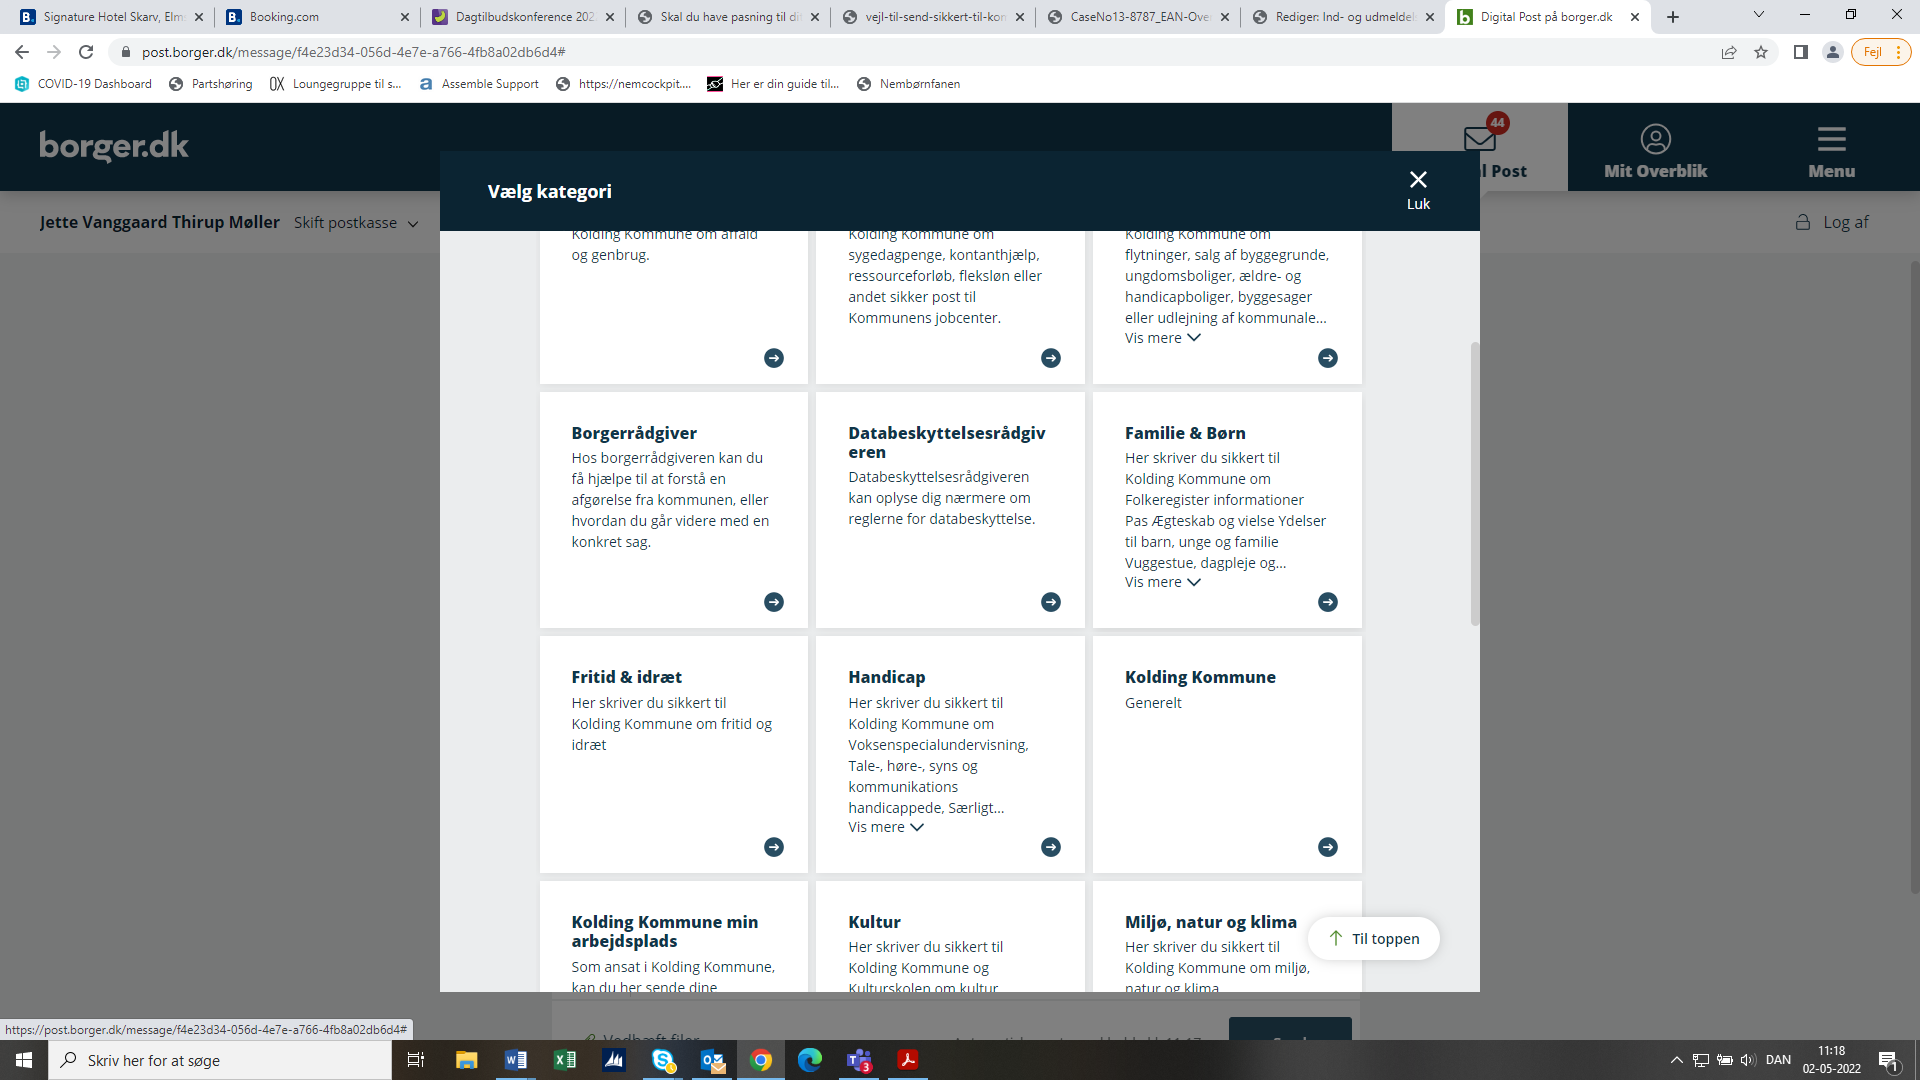 Signature Hotel Skarv, Elm
Booking.com
Dagtilbudskonference 202
Skal du have pasning til di
vejl-til-send-sikkert-til-kon
CaseNo13-8787_EAN-Over
Rediger: Ind- og udmeldel
Digital Post på borger.dk
post.borger.dk/message/f4e23d34-056d-4e7e-a766-4fb8a02db6d4#
Fejl
COVID-19 Dashboard
Partshøring
Loungegruppe til s...
Assemble Support
https://nemcockpit....
Her er din guide til...
Nembørnfanen
borger.dk
44
l Post
Mit Overblik
Menu
Vælg kategori
Luk
Jette Vanggaard Thirup Møller
Skift postkasse
Log af
Kolding Kommune om affald
og genbrug.
Kolding Kommune om
sygedagpenge, kontanthjælp,
ressourceforløb, fleksløn eller
andet sikker post til
Kommunens jobcenter.
Kolding Kommune om
flytninger, salg af byggegrunde,
ungdomsboliger, ældre- og
handicapboliger, byggesager
eller udlejning af kommunale...
Vis mere
Borgerrådgiver
Hos borgerrådgiveren kan du
få hjælpe til at forstå en
afgørelse fra kommunen, eller
hvordan du går videre med en
konkret sag.
Databeskyttelsesrådgiv
eren
Databeskyttelsesrådgiveren
kan oplyse dig nærmere om
reglerne for databeskyttelse.
Familie & Børn
Her skriver du sikkert til
Kolding Kommune om
Folkeregister informationer
Pas Ægteskab og vielse Ydelser
til barn, unge og familie
Vuggestue, dagpleje og...
Vis mere
Fritid & idræt
Her skriver du sikkert til
Kolding Kommune om fritid og
idræt
Handicap
Her skriver du sikkert til
Kolding Kommune om
Voksenspecialundervisning,
Tale-, høre-, syns og
kommunikations
handicappede, Særligt...
Vis mere
Kolding Kommune
Generelt
Kolding Kommune min
arbejdsplads
Som ansat i Kolding Kommune,
kan du her sende dine
Kultur
Her skriver du sikkert til
Kolding Kommune og
Kulturskolen om kultur
Miljø, natur og klima
Her skriver du sikkert til
Kolding Kommune om miljø,
natur og klima
Til toppen
https://post.borger.dk/message/f4e23d34-056d-4e7e-a766-4fb8a02db6d4#
Vedhæft filer
Skriv her for at søge
3
DAN
11:18
02-05-2022
1